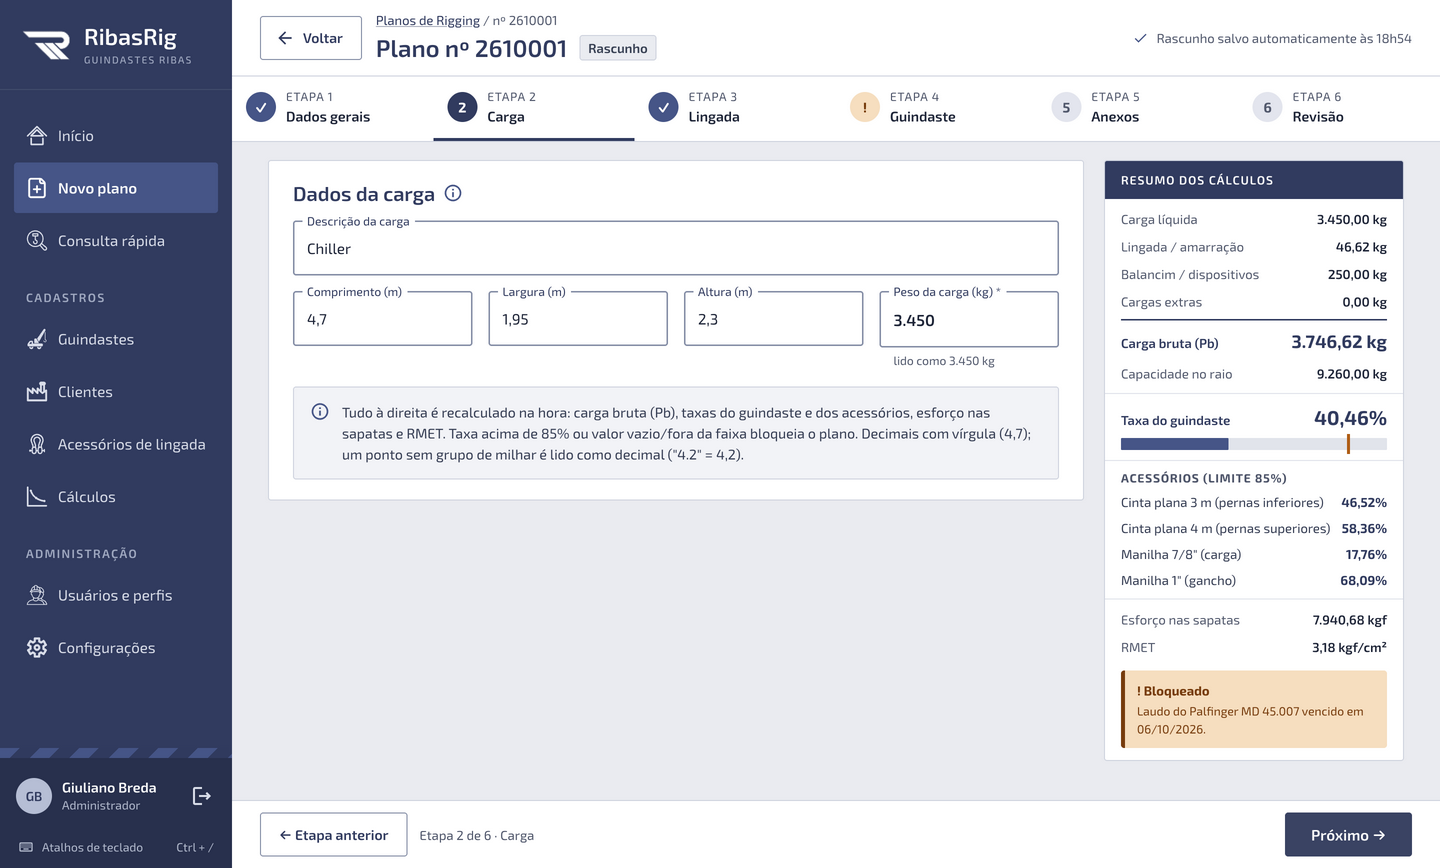 RibasRig
GUINDASTES RIBAS
Início
Novo plano
Consulta rápida
CADASTROS
Guindastes
Clientes
Acessórios de lingada
Cálculos
ADMINISTRAÇÃO
Usuários e perfis
Configurações
GB
Giuliano Breda
Administrador
Atalhos de teclado Ctrl + /
← Voltar
Planos de Rigging / nº 2610001
Plano nº 2610001 Rascunho
✓ Rascunho salvo automaticamente às 18h54
ETAPA 1
Dados gerais
2
ETAPA 2
Carga
ETAPA 3
Lingada
!
ETAPA 4
Guindaste
5
ETAPA 5
Anexos
6
ETAPA 6
Revisão
Dados da carga
Descrição da carga
Chiller
Comprimento (m)
4,7
Largura (m)
1,95
Altura (m)
2,3
Peso da carga (kg) *
3.450
lido como 3.450 kg
Tudo à direita é recalculado na hora: carga bruta (Pb), taxas do guindaste e dos acessórios, esforço nas
sapatas e RMET. Taxa acima de 85% ou valor vazio/fora da faixa bloqueia o plano. Decimais com vírgula (4,7);
um ponto sem grupo de milhar é lido como decimal ("4.2" = 4,2).
RESUMO DOS CÁLCULOS
Carga líquida 3.450,00 kg
Lingada / amarração 46,62 kg
Balancim / dispositivos 250,00 kg
Cargas extras 0,00 kg
Carga bruta (Pb) 3.746,62 kg
Capacidade no raio 9.260,00 kg
Taxa do guindaste 40,46%
ACESSÓRIOS (LIMITE 85%)
Cinta plana 3 m (pernas inferiores) 46,52%
Cinta plana 4 m (pernas superiores) 58,36%
Manilha 7/8" (carga) 17,76%
Manilha 1" (gancho) 68,09%
Esforço nas sapatas 7.940,68 kgf
RMET 3,18 kgf/cm²
! Bloqueado
Laudo do Palfinger MD 45.007 vencido em
06/10/2026.
← Etapa anterior
Etapa 2 de 6 · Carga
Próximo →